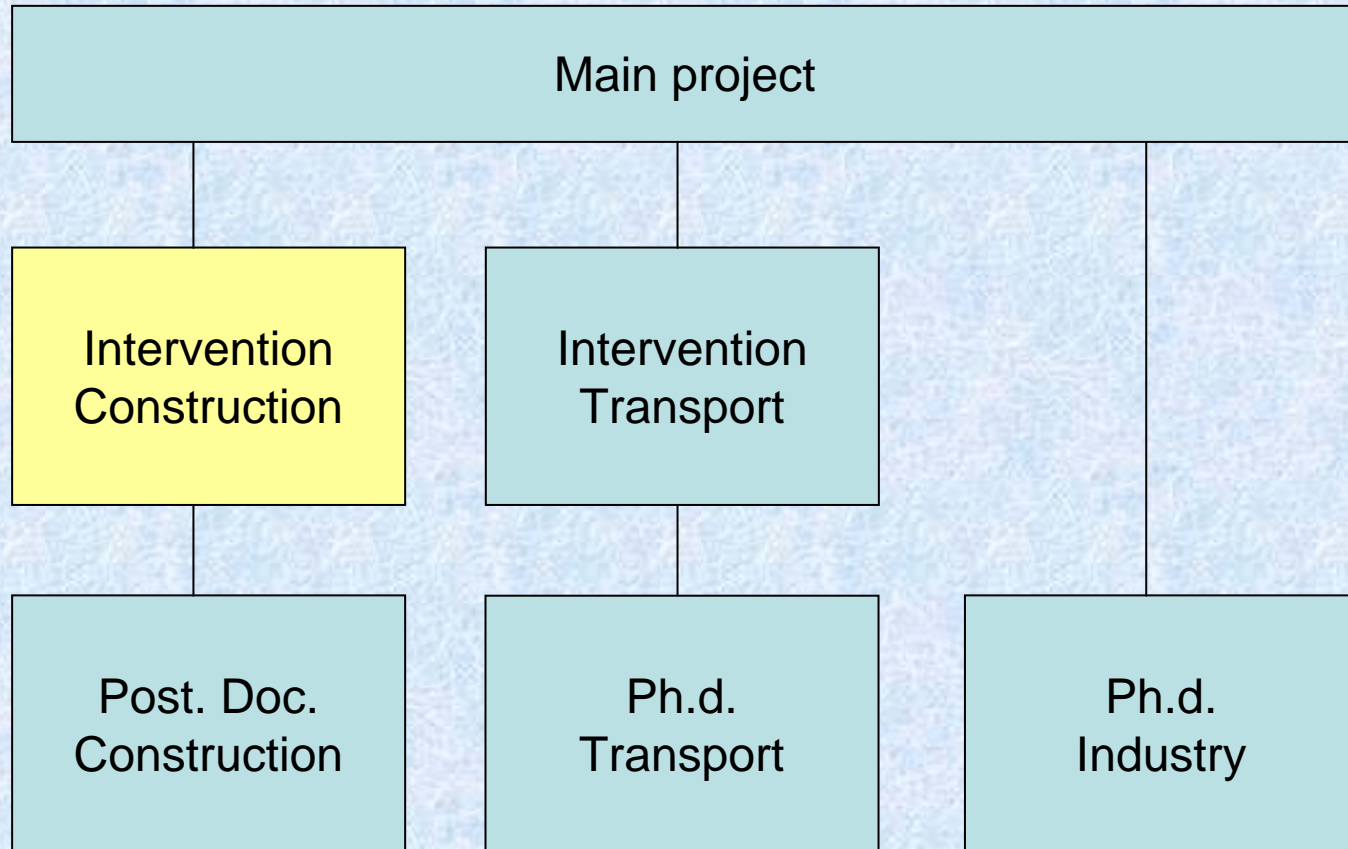 Main project
Intervention
Construction
Intervention
Transport
Post. Doc.
Construction
Ph.d.
Transport
Ph.d.
Industry